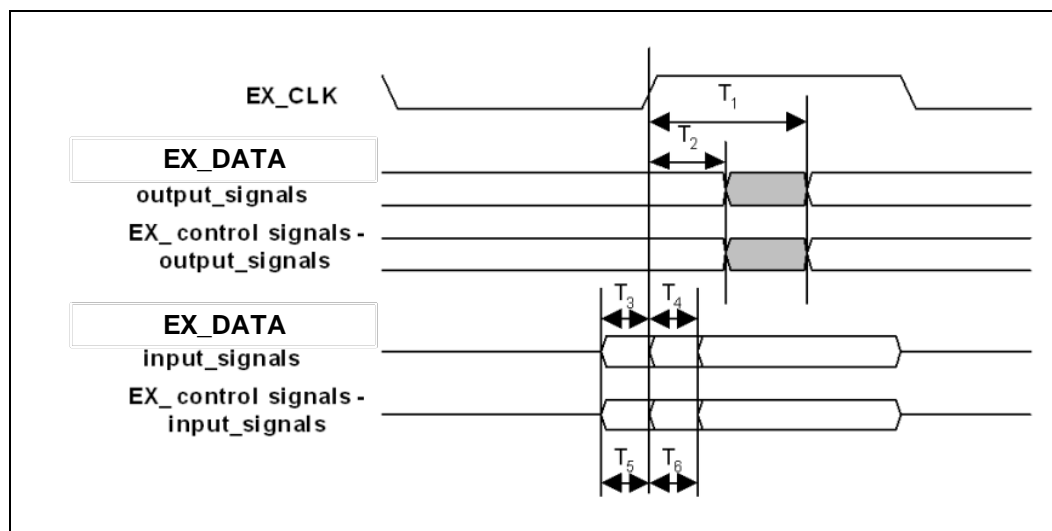 EX_CLK
T1
T2
EX_DATA
output_signals
EX_ control signals -
output_signals
T3
T4
EX_DATA
input_signals
EX_ control signals -
input_signals
T5
T6